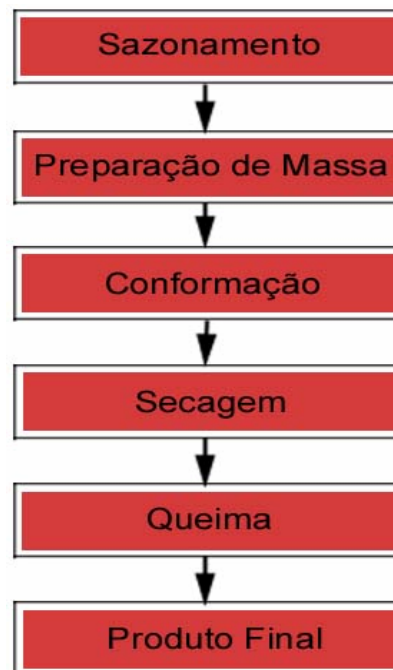 Sazonamento
Preparação de Massa
Conformação
Secagem
Queima
Produto Final